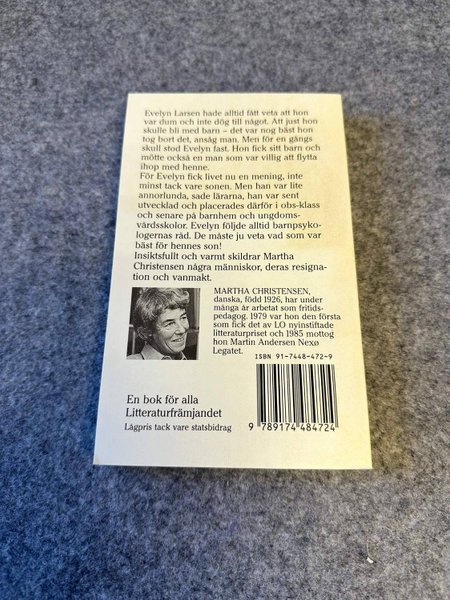 Evelyn Larsen hade alltid fått veta att hon
var dum och inte dög till något. Att just hon
skulle bli med barn – det var nog bäst hon
tog bort det, ansåg man. Men för en gångs
skull stod Evelyn fast. Hon fick sitt barn och
mötte också en man som var villig att flytta
ihop med henne.
För Evelyn fick livet nu en mening, inte
minst tack vare sonen. Men han var lite
annorlunda, sade lärarna, han var sent
utvecklad och placerades därför i obs-klass
och senare på barnhem och ungdoms-
vårdsskolor. Evelyn följde alltid barnpsyko-
logernas råd. De måste ju veta vad som var
bäst för hennes son!
Insiktsfullt och varmt skildrar Martha
Christensen några människor, deras resigna-
tion och vanmakt.
MARTHA CHRISTENSEN,
danska, född 1926, har under
många år arbetat som fritids-
pedagog. 1979 var hon den första
som fick det av LO nyinstiftade
litteraturpriset och 1985 mottog
hon Martin Andersen Nexø
Legatet.
ISBN 91-7448-472-9
En bok för alla
Litteraturfrämjandet
Lågpris tack vare statsbidrag
9 789174 484724